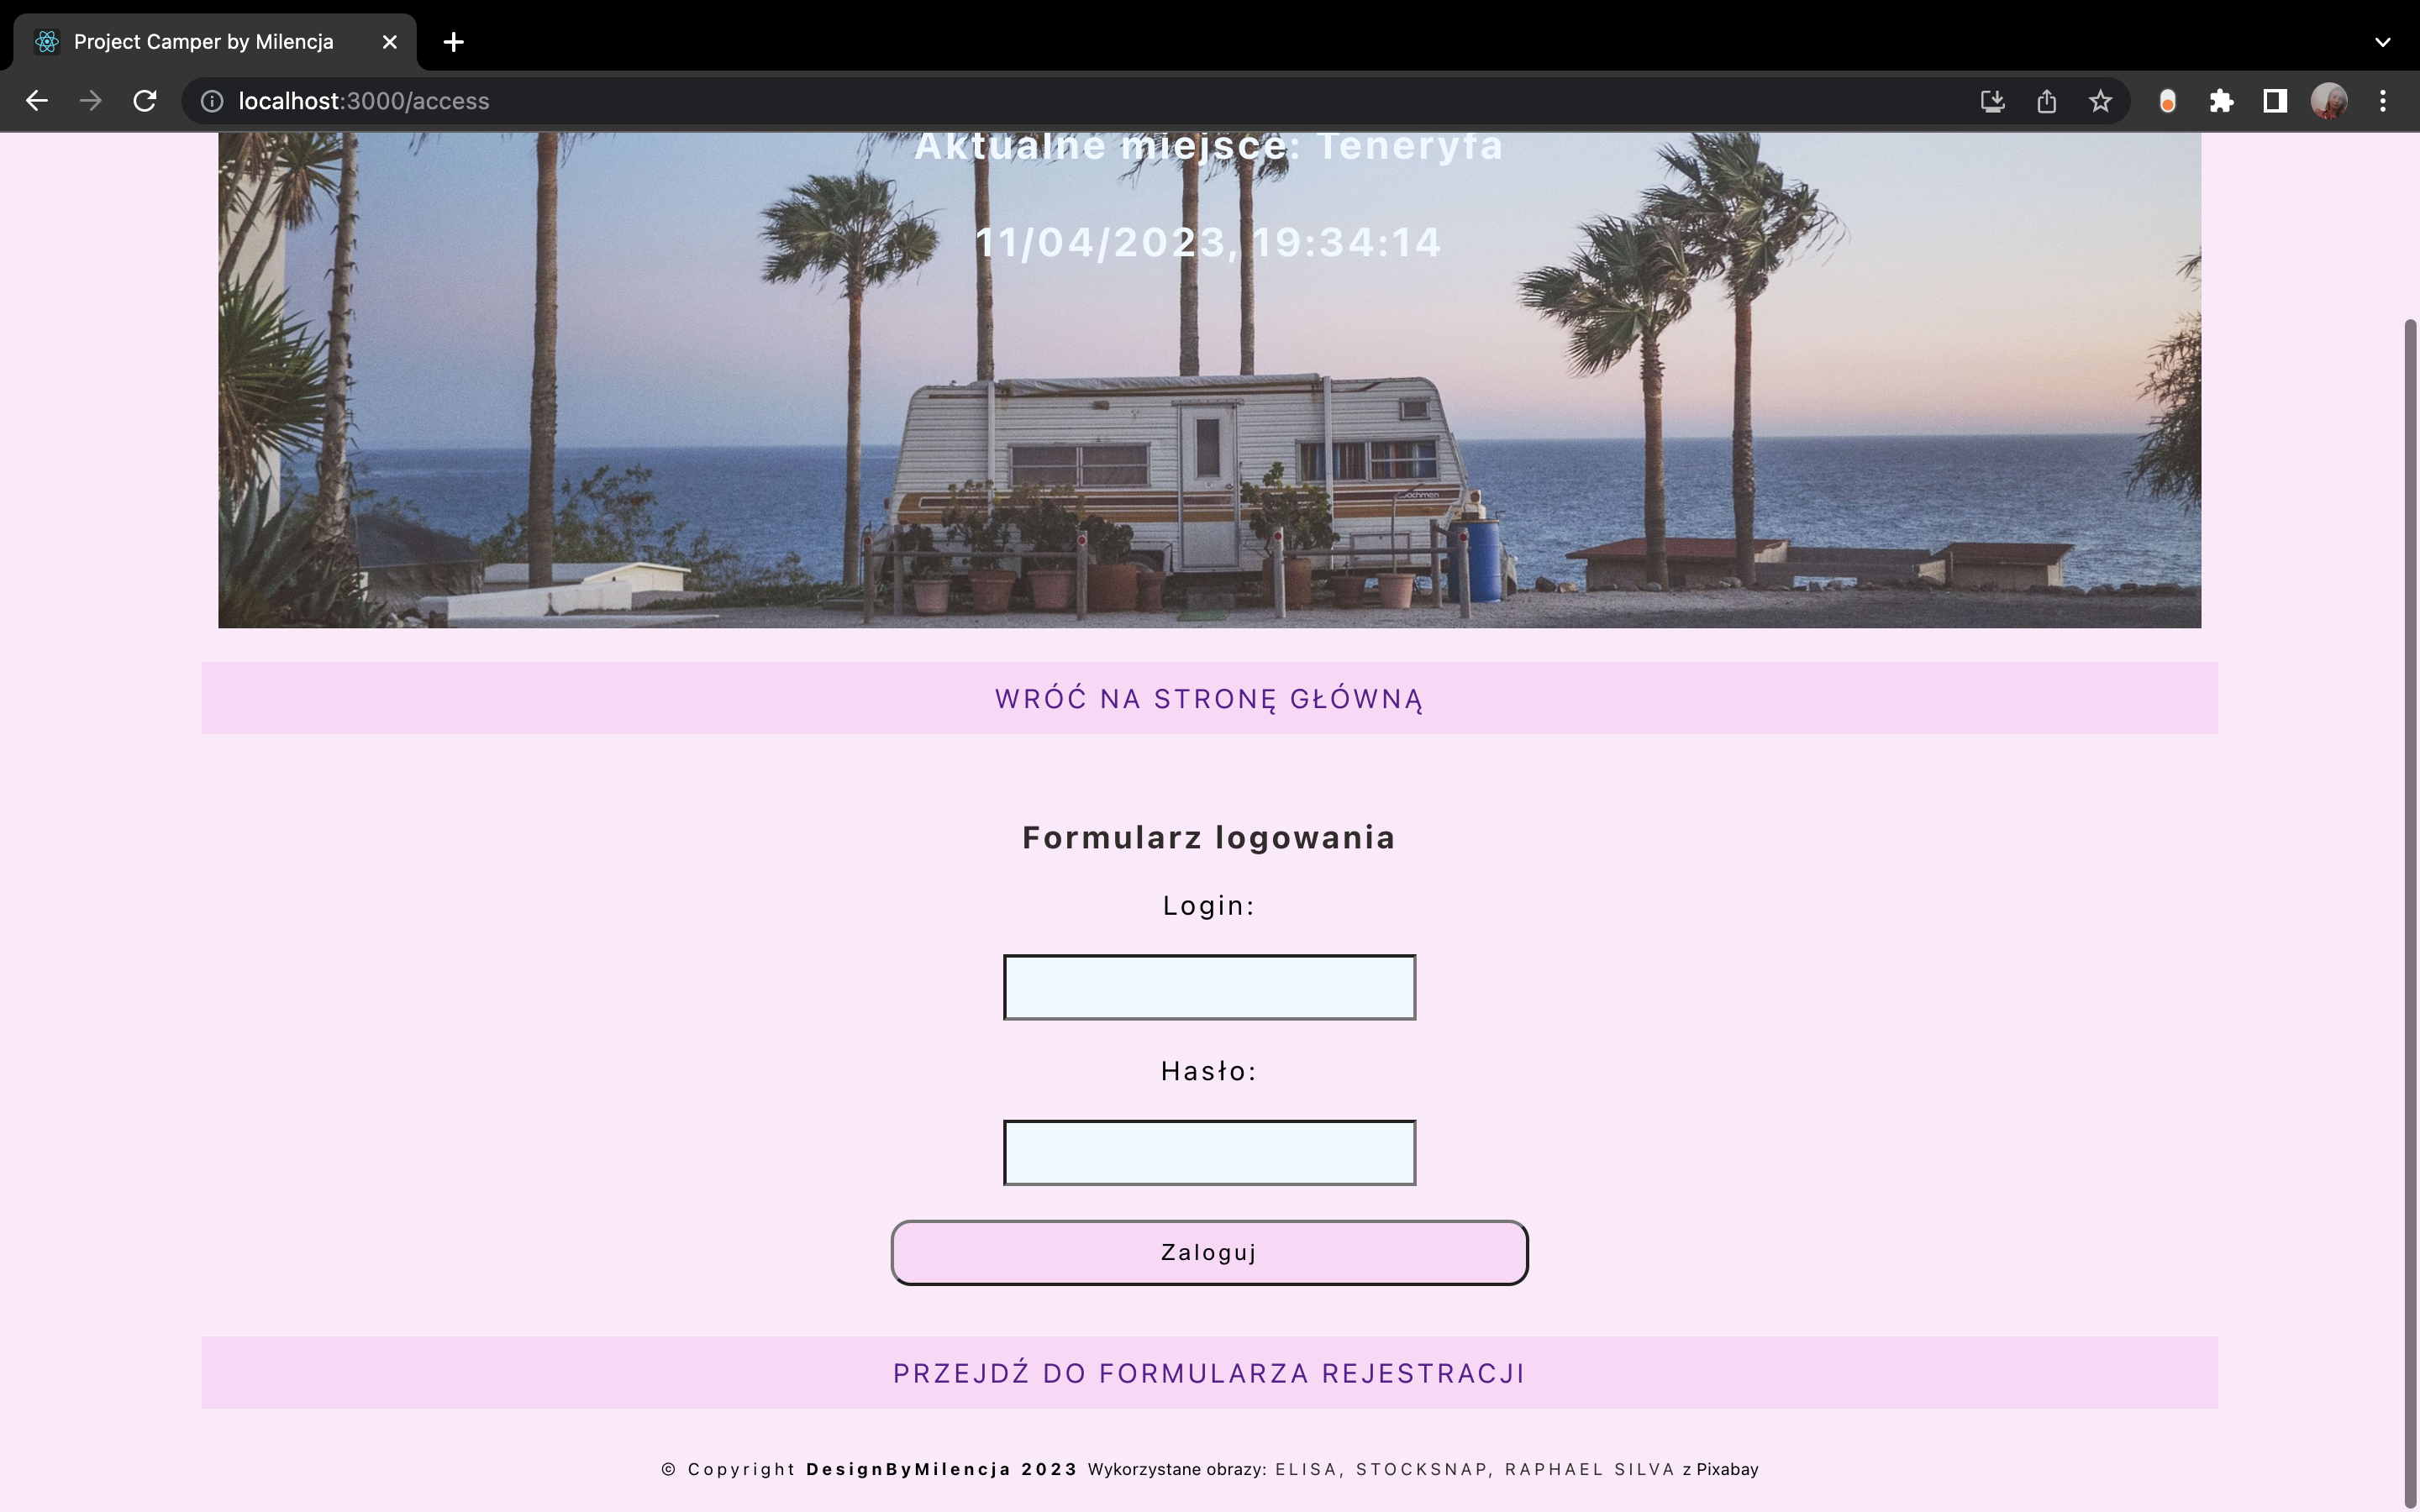 Project Camper by Milencja
localhost:3000/access
Aktualne miejsce: Teneryfa
11/04/2023, 19:34:14
WRÓĆ NA STRONĘ GŁÓWNĄ
Formularz logowania
Login:
Hasło:
Zaloguj
PRZEJDŹ DO FORMULARZA REJESTRACJI
© Copyright DesignByMilencja 2023 Wykorzystane obrazy: ELISA, STOCKSNAP, RAPHAEL SILVA z Pixabay